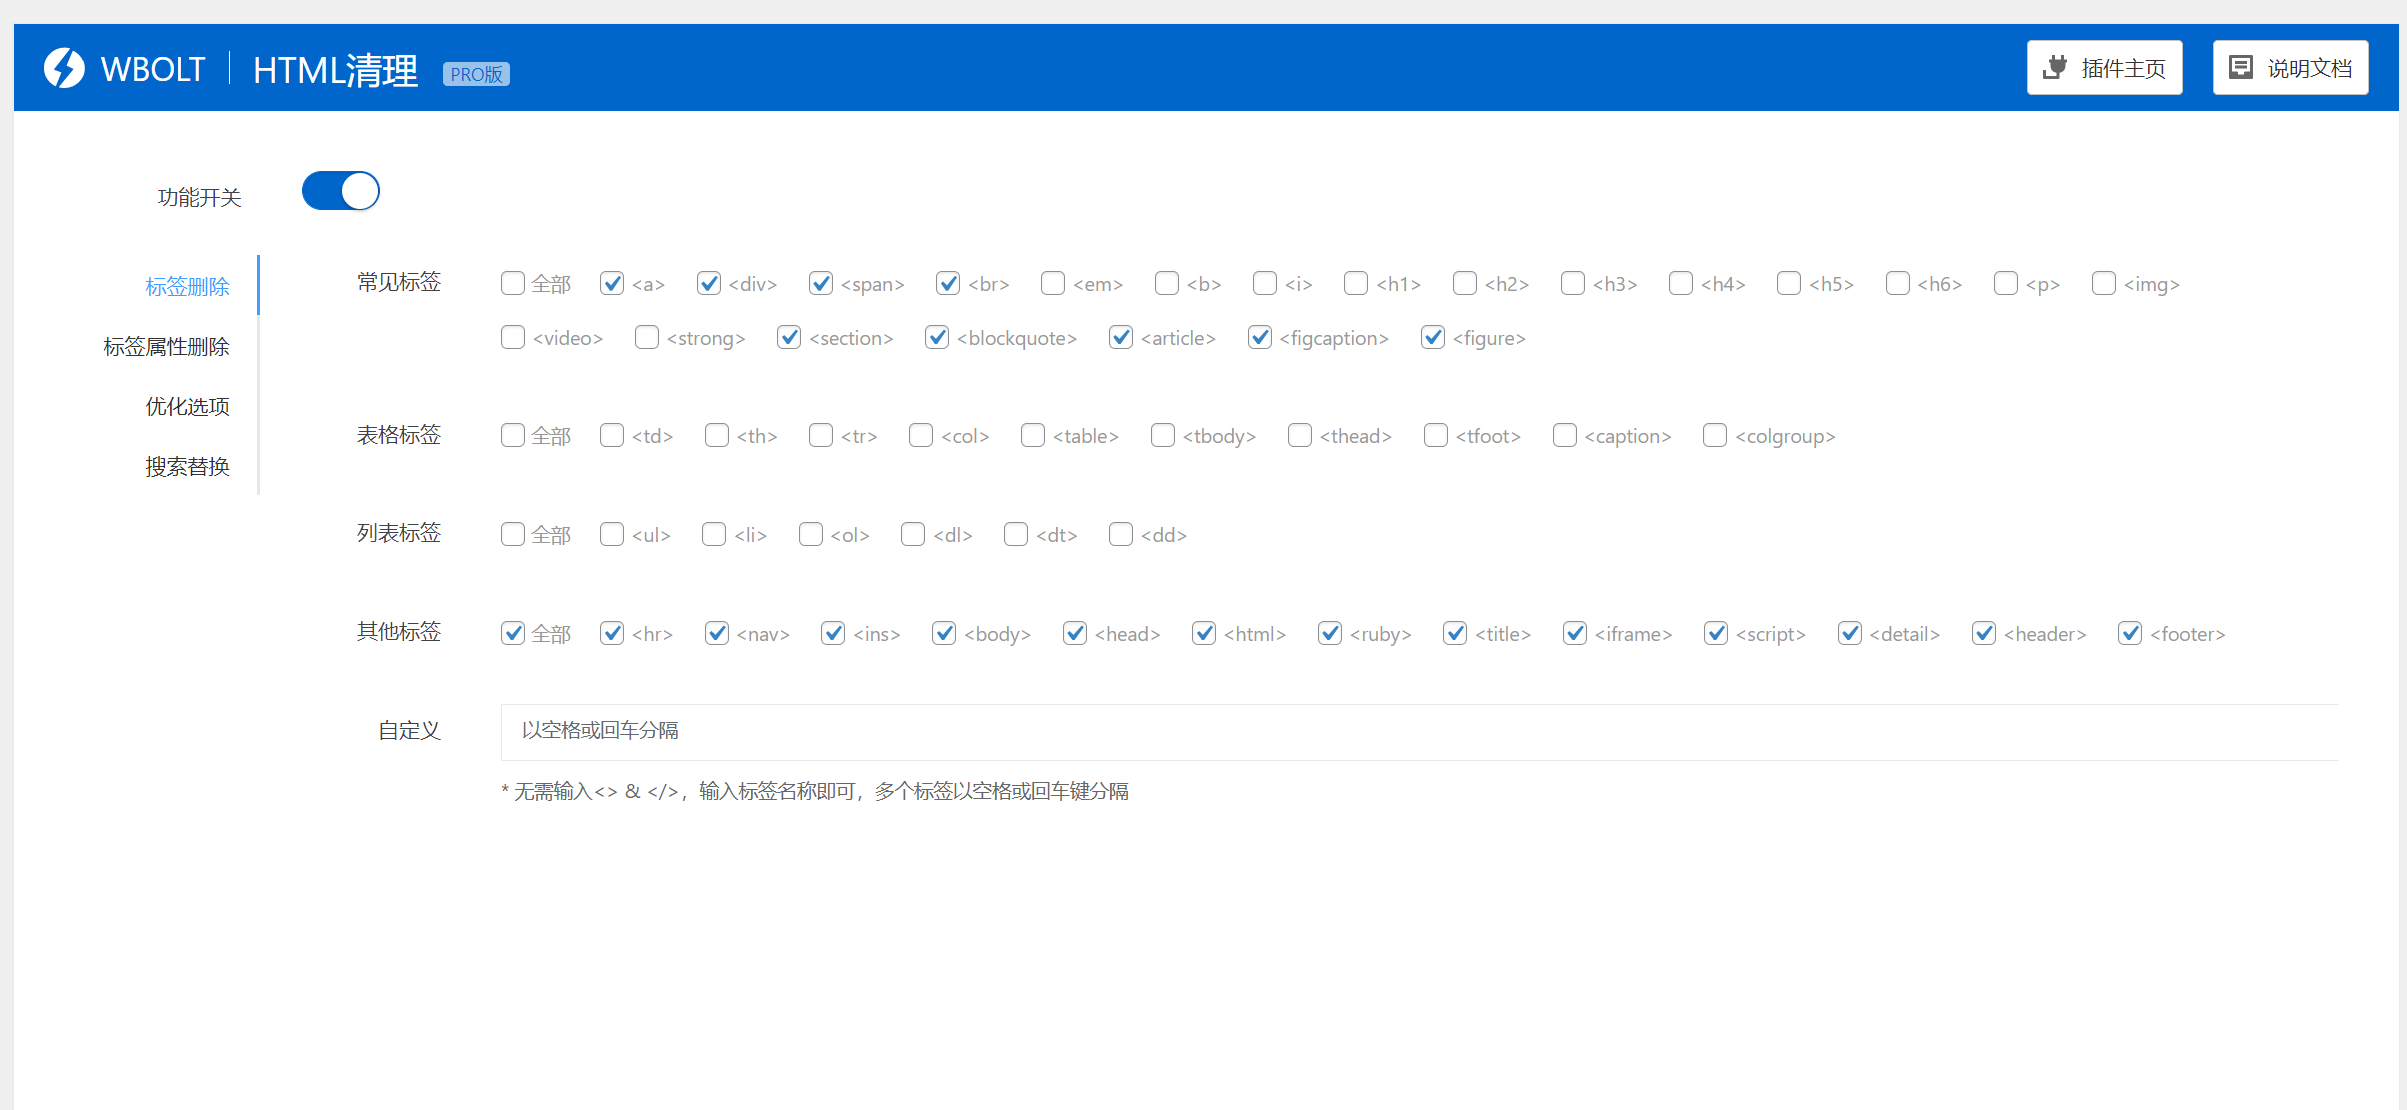 WBOLT HTML清理 PRO版 插件主页 说明文档
功能开关
标签删除
标签属性删除
优化选项
搜索替换
常见标签 全部 <a> <div> <span> <br> <em> <b> <i> <h1> <h2> <h3> <h4> <h5> <h6> <p> <img>
<video> <strong> <section> <blockquote> <article> <figcaption> <figure>
表格标签 全部 <td> <th> <tr> <col> <table> <tbody> <thead> <tfoot> <caption> <colgroup>
列表标签 全部 <ul> <li> <ol> <dl> <dt> <dd>
其他标签 全部 <hr> <nav> <ins> <body> <head> <html> <ruby> <title> <iframe> <script> <detail> <header> <footer>
自定义 以空格或回车分隔
* 无需输入<> & </>，输入标签名称即可，多个标签以空格或回车键分隔